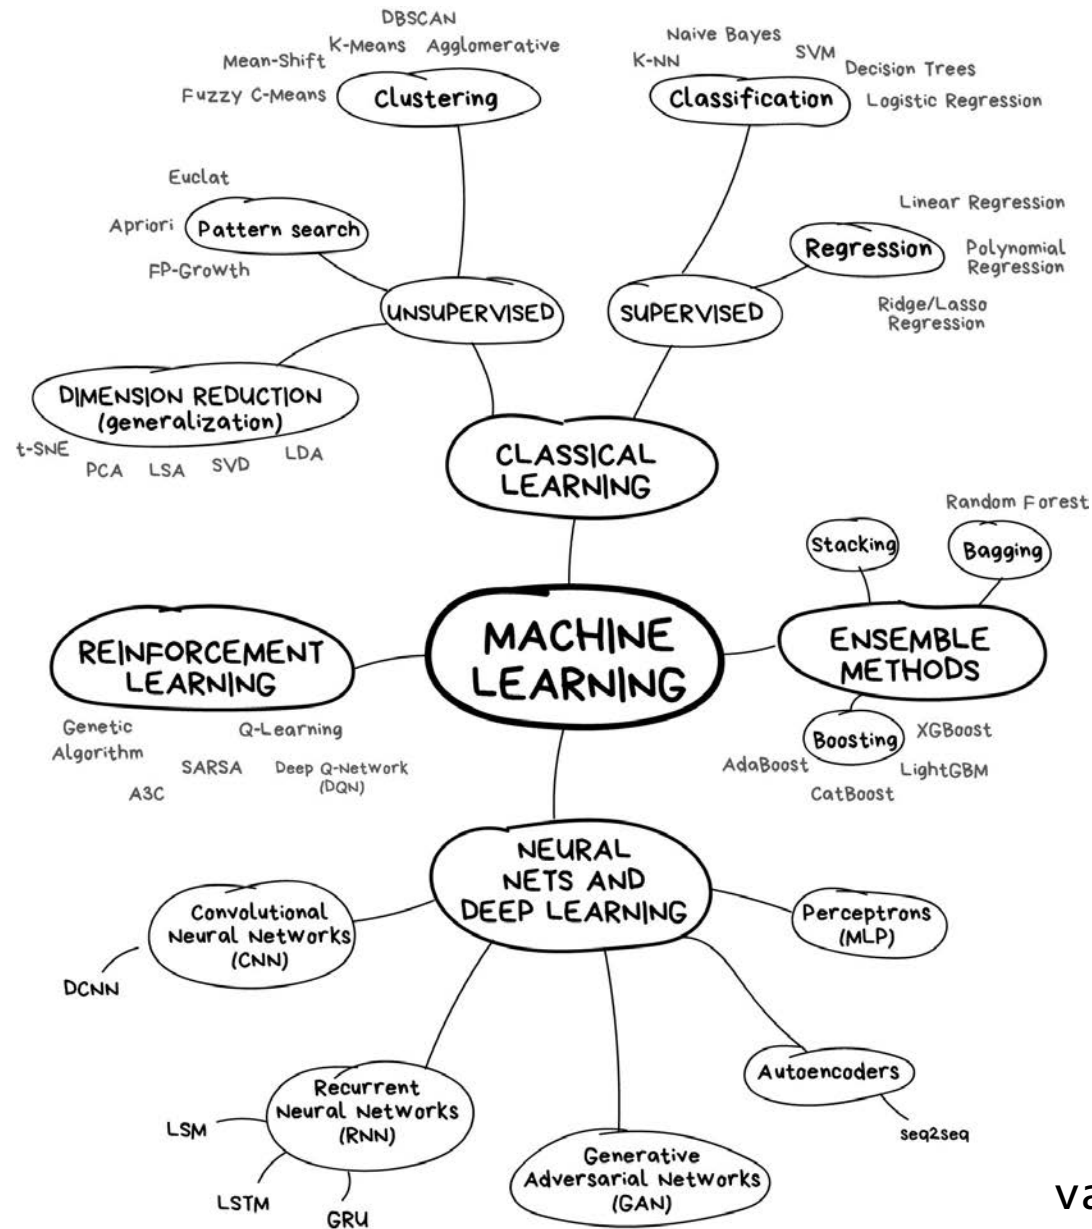 DBSCAN
K-Means
Agglomerative
Mean-Shift
Fuzzy C-Means
Clustering
Naive Bayes
K-NN
SVM
Decision Trees
Classification
Logistic Regression
Euclat
Apriori
Pattern search
FP-Growth
Linear Regression
Regression
Polynomial
Regression
Ridge/Lasso
Regression
UNSUPERVISED
SUPERVISED
DIMENSION REDUCTION
(generalization)
t-SNE
PCA
LSA
SVD
LDA
CLASSICAL
LEARNING
Random Forest
Stacking
Bagging
REINFORCEMENT
LEARNING
MACHINE
LEARNING
ENSEMBLE
METHODS
Genetic
Algorithm
Q-Learning
SARSA
Deep Q-Network
(DQN)
A3C
Boosting
XGBoost
AdaBoost
LightGBM
CatBoost
NEURAL
NETS AND
DEEP LEARNING
Convolutional
Neural Networks
(CNN)
DCNN
Perceptrons
(MLP)
Recurrent
Neural Networks
(RNN)
LSM
LSTM
GRU
Generative
Adversarial Networks
(GAN)
Autoencoders
seq2seq
va